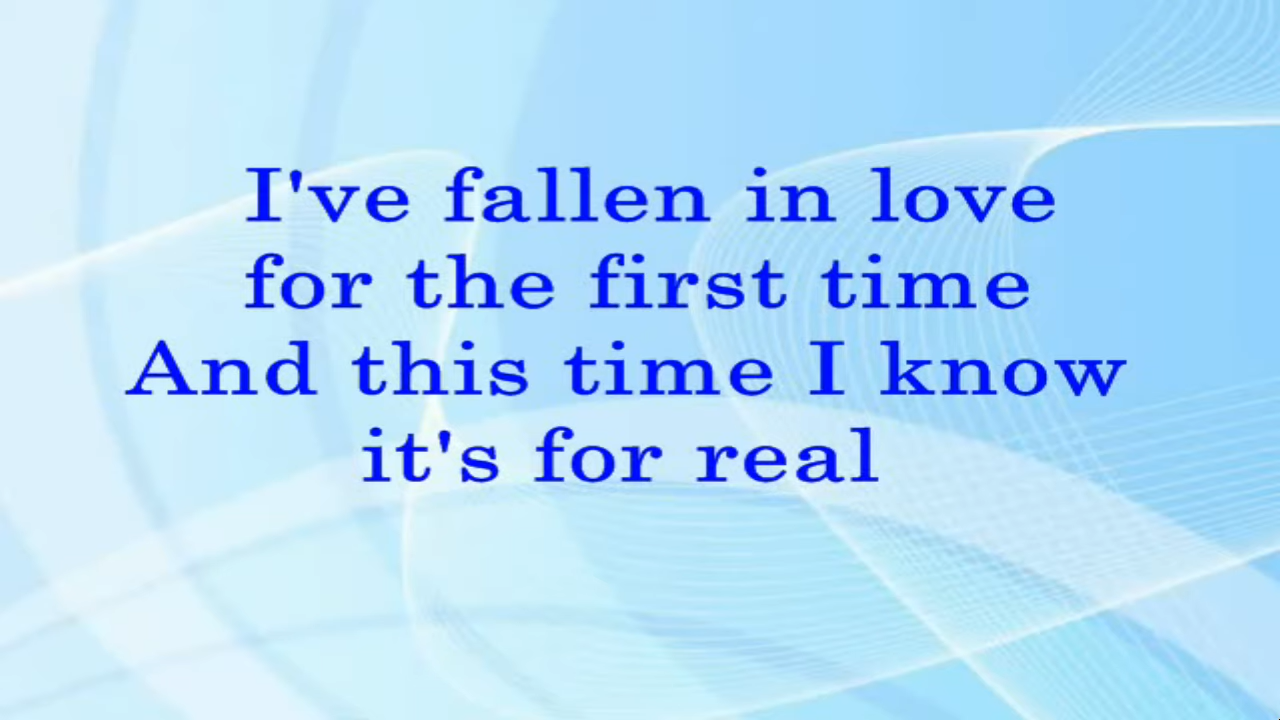 I've fallen in love
for the first time
And this time I know
it's for real